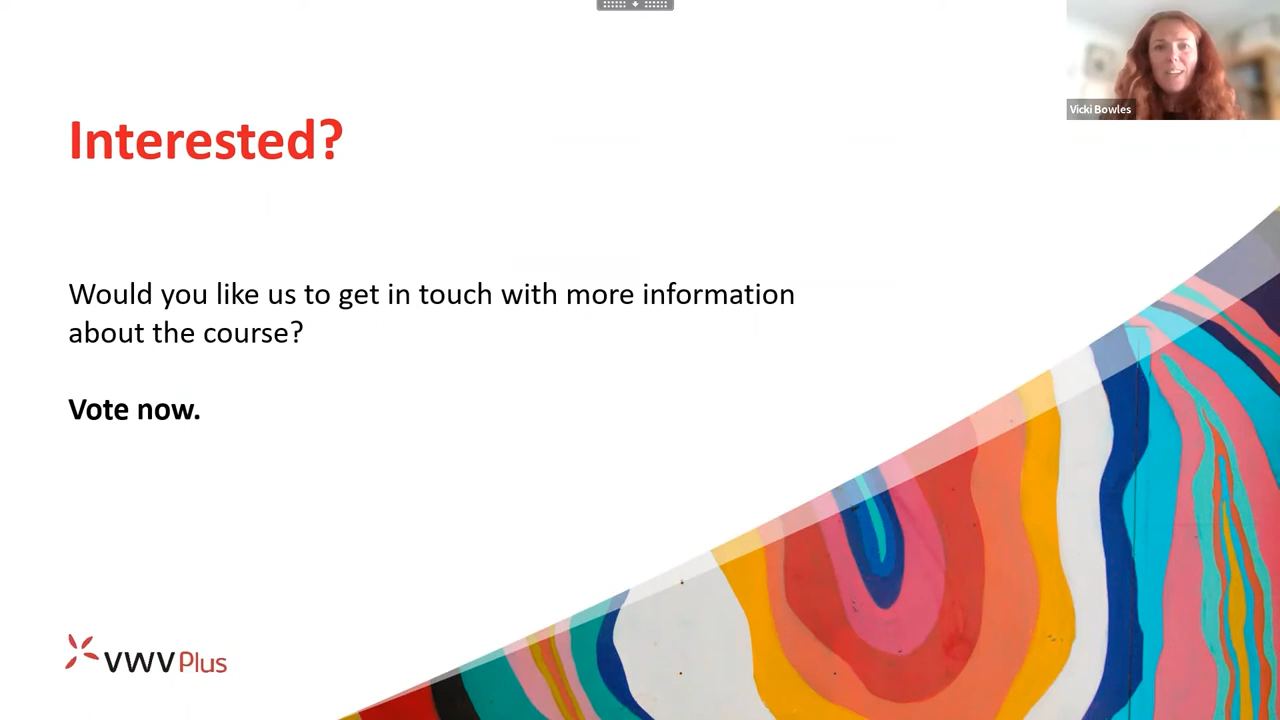 Vicki Bowles
Interested?
Would you like us to get in touch with more information
about the course?
Vote now.
VWV Plus